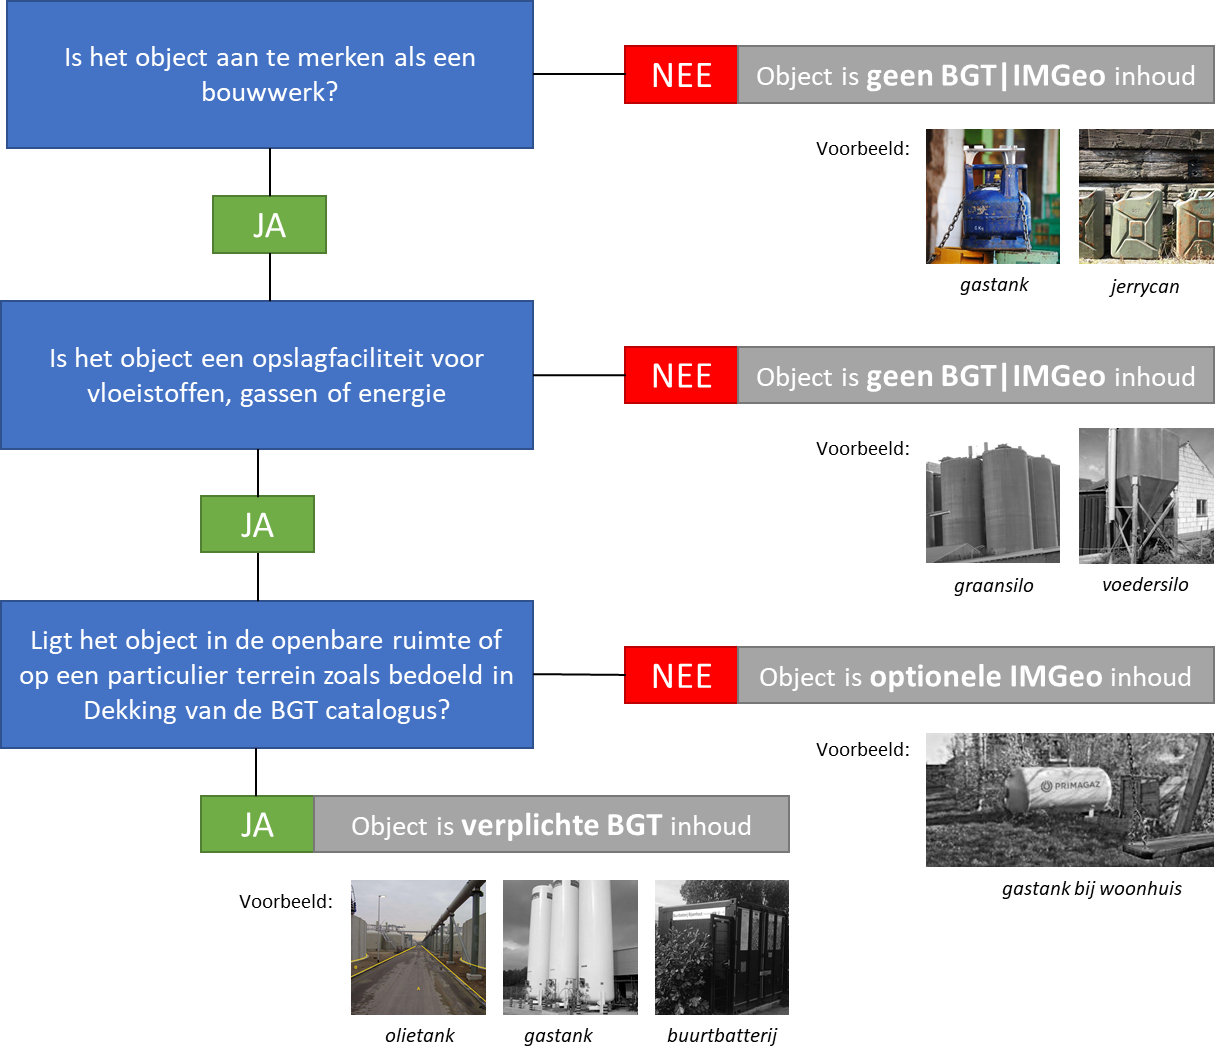 Is het object aan te merken als een
bouwwerk?
NEE
Object is geen BGT|IMGeo inhoud
Voorbeeld:
gastank
jerrycan
JA
Is het object een opslagfaciliteit voor
vloeistoffen, gassen of energie
NEE
Object is geen BGT|IMGeo inhoud
Voorbeeld:
graansilo
voedersilo
JA
Ligt het object in de openbare ruimte of
op een particulier terrein zoals bedoeld in
Dekking van de BGT catalogus?
NEE
Object is optionele IMGeo inhoud
Voorbeeld:
PRIMAGAZ
gastank bij woonhuis
JA
Object is verplichte BGT inhoud
Voorbeeld:
olietank
gastank
buurtbatterij